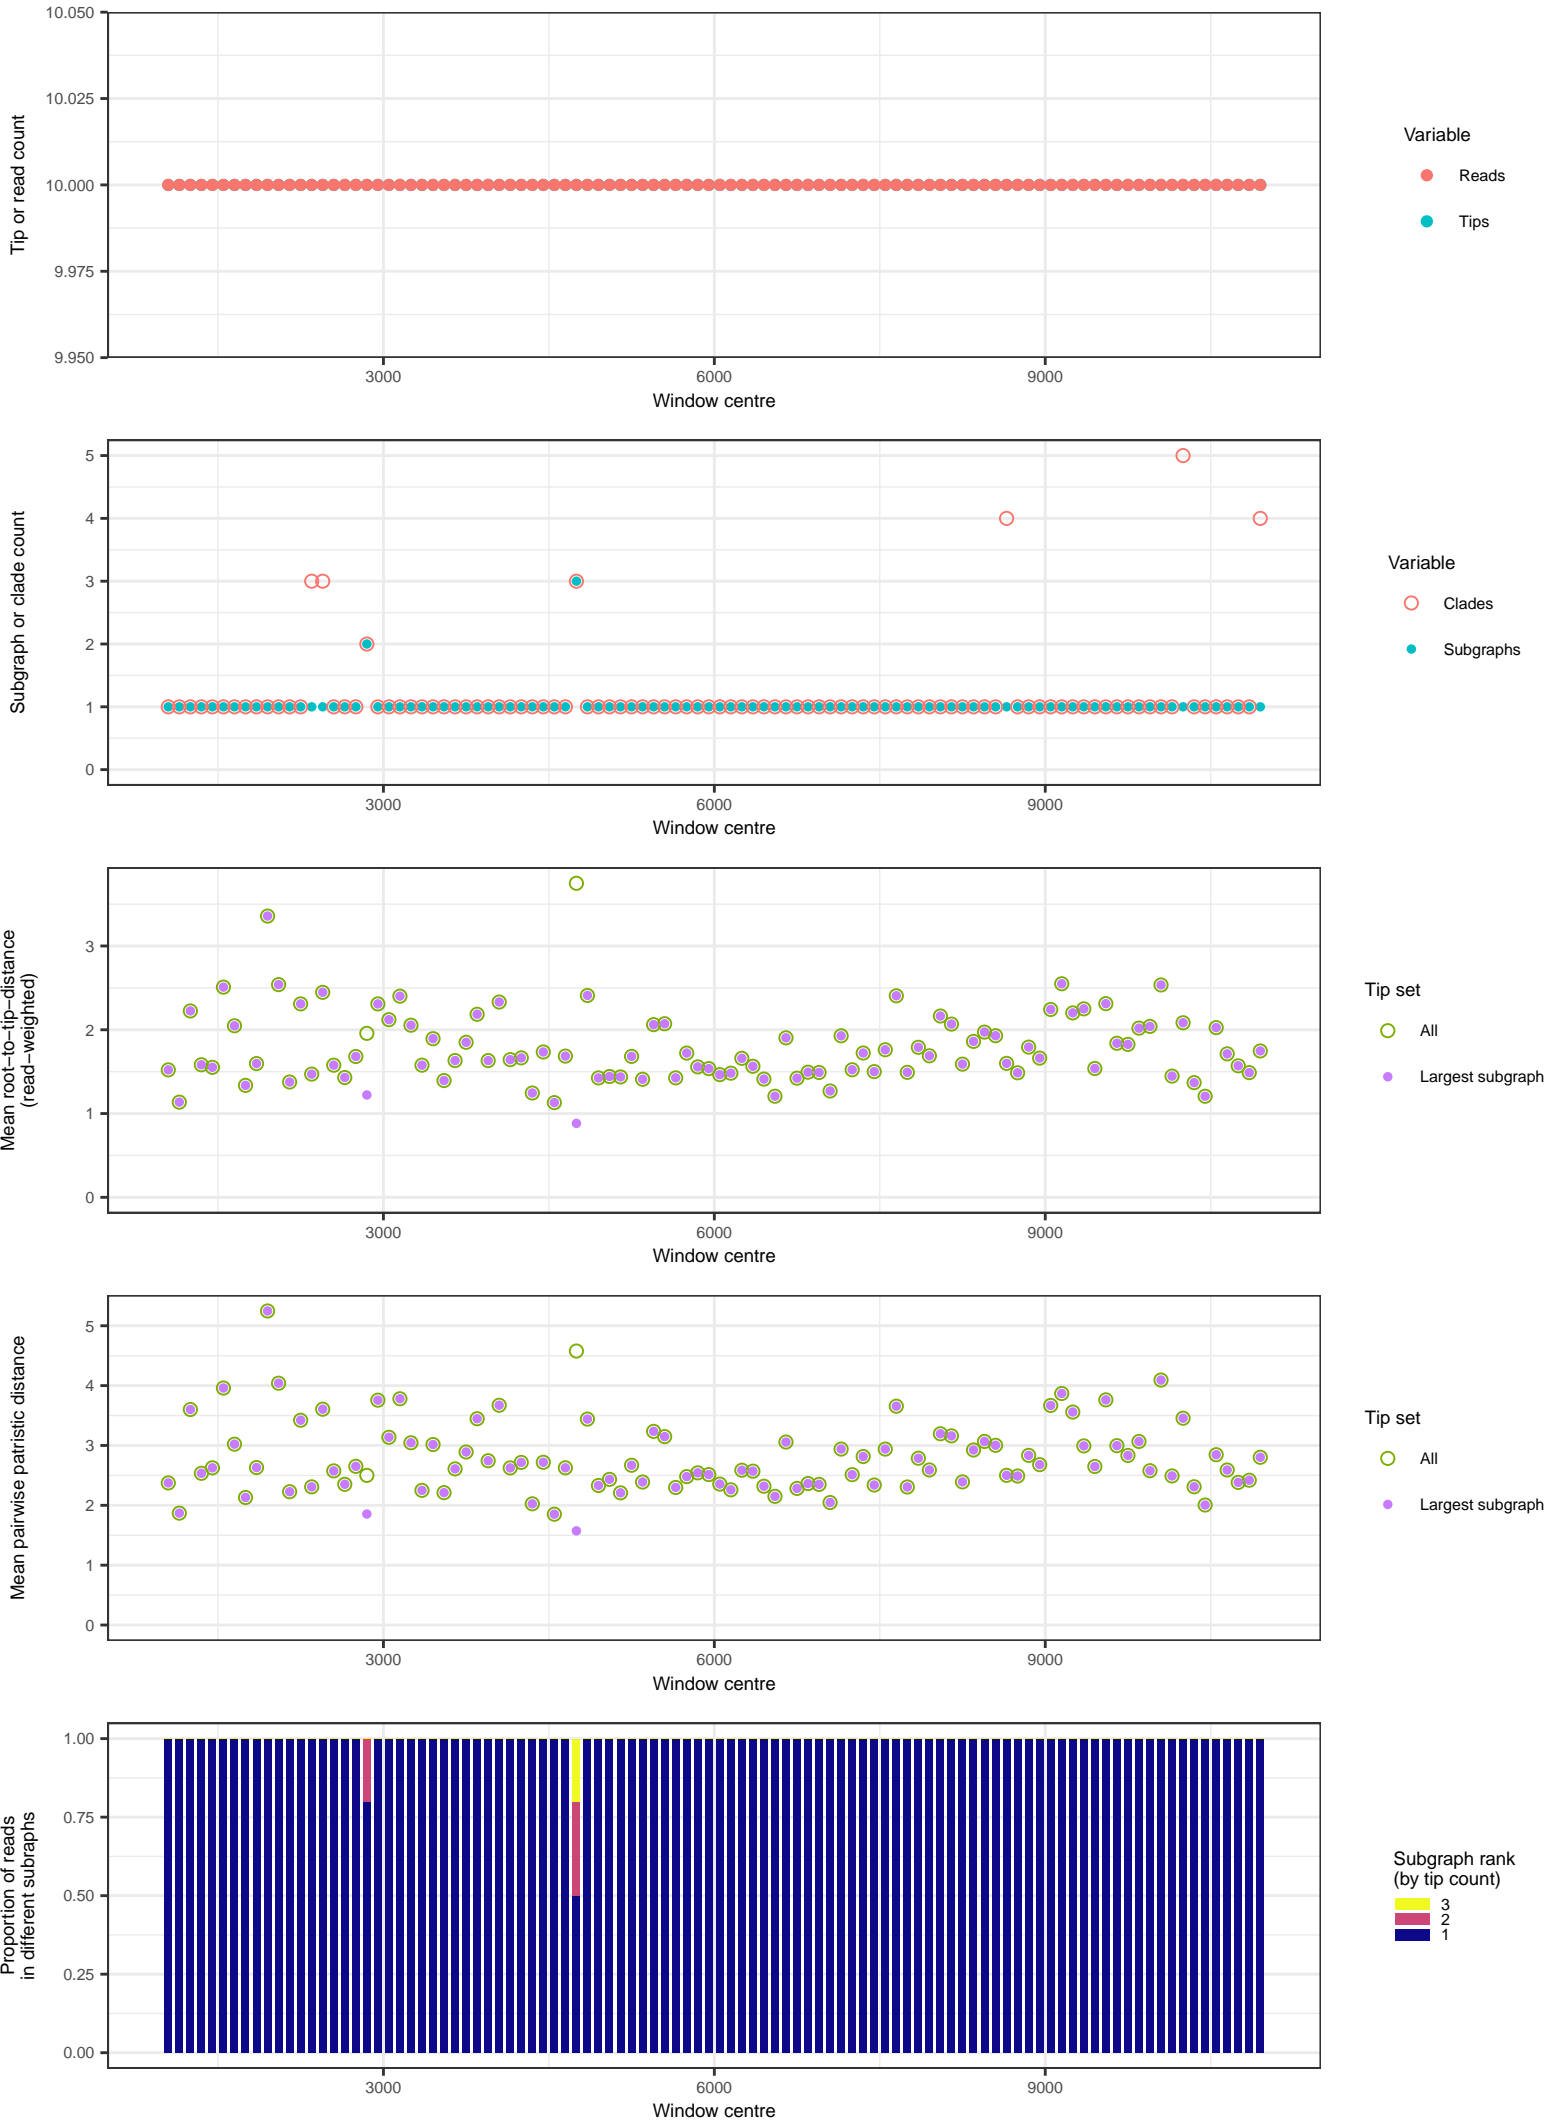 10.050
10.025
10.000
9.975
9.950
Tip or read count
3000 6000 9000
Window centre
Variable
Reads
Tips
5
4
3
2
1
0
Subgraph or clade count
3000 6000 9000
Window centre
Variable
Clades
Subgraphs
3
2
1
0
Mean root−to−tip−distance
(read−weighted)
3000 6000 9000
Window centre
Tip set
All
Largest subgraph
5
4
3
2
1
0
Mean pairwise patristic distance
3000 6000 9000
Window centre
Tip set
All
Largest subgraph
1.00
0.75
0.50
0.25
0.00
Proportion of reads
in different subraphs
3000 6000 9000
Window centre
Subgraph rank
(by tip count)
3
2
1